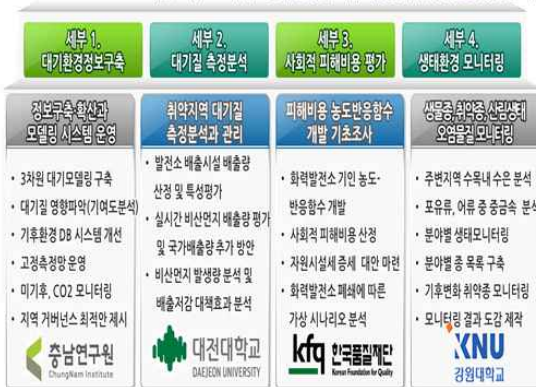 세부 1.
대기환경정보구축
세부 2.
대기질 측정분석
세부 3.
사회적 피해비용 평가
세부 4.
생태환경 모니터링
정보구축·확산과
모델링 시스템 운영
• 3차원 대기모델링 구축
• 대기질 영향파악(기여도분석)
• 기후환경 DB 시스템 개선
• 고정측정망 운영
• 미기후, CO2 모니터링
• 지역 거버넌스 최적안 제시
충남연구원
ChungNam Institute
취약지역 대기질
측정분석과 관리
• 발전소 배출시설 배출량
산정 및 특성평가
• 실시간 비산먼지 배출량 평가
및 국가배출량 추가 방안
• 비산먼지 발생량 분석 및
배출저감 대책효과 분석
대전대학교
DAEJEON UNIVERSITY
피해비용 농도반응함수
개발 기초조사
• 화력발전소 기인 농도-
반응함수 개발
• 사회적 피해비용 산정
• 자원시설세 증세 대안 마련
• 화력발전소 폐쇄에 따른
가상 시나리오 분석
kfq 한국품질재단
Korean Foundation for Quality
생물종, 취약종, 산림생태
오염물질 모니터링
• 주변지역 수목내 수은 분석
• 포유류, 어류 중 중금속 분석
• 분야별 생태모니터링
• 분야별 종 목록 구축
• 기후변화 취약종 모니터링
• 모니터링 결과 도감 제작
KNU
강원대학교